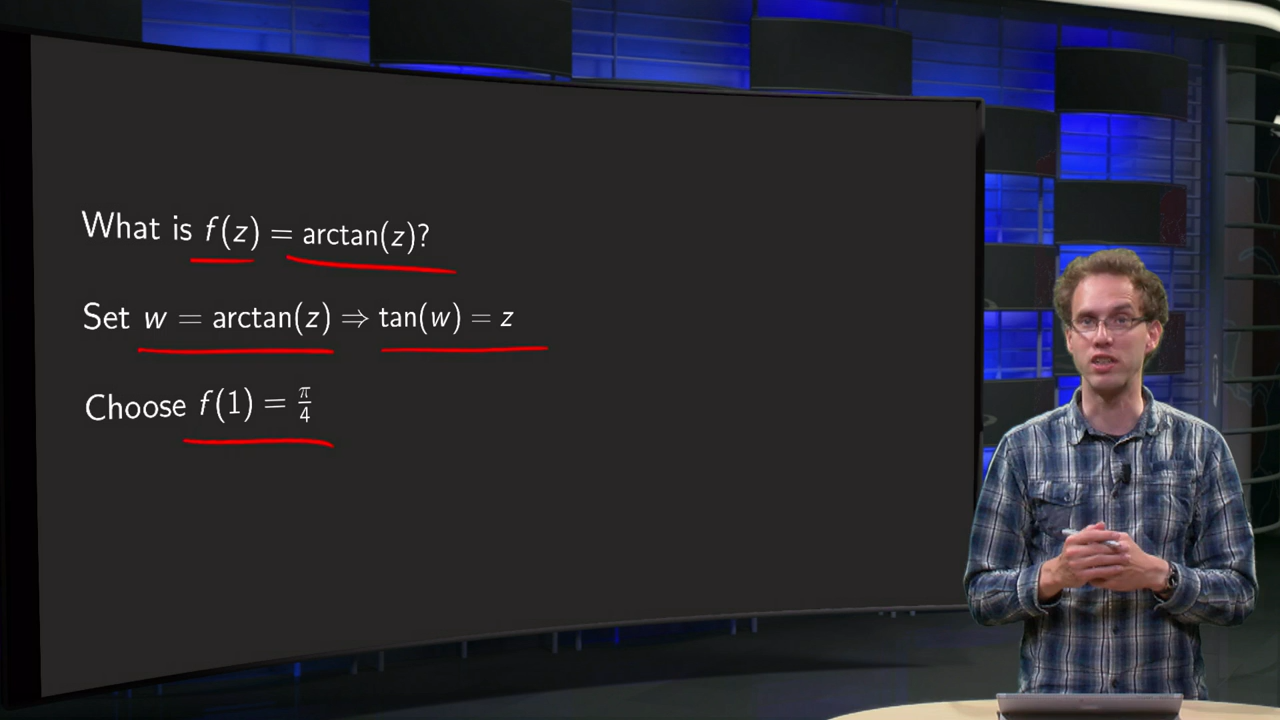 What is f(z) = arctan(z)?
Set w = arctan(z) ⇒ tan(w) = z
Choose f(1) = π/4